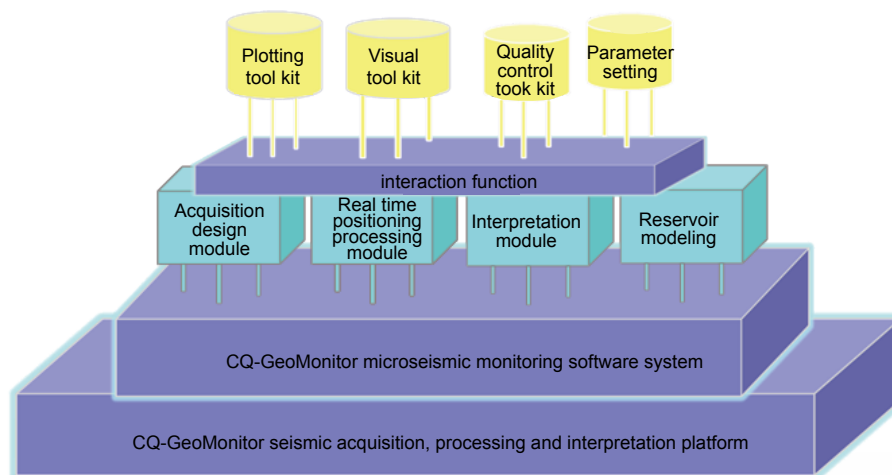 Plotting
tool kit
Visual
tool kit
Quality
control
took kit
Parameter
setting
interaction function
Acquisition
design
module
Real time
positioning
processing
module
Interpretation
module
Reservoir
modeling
CQ-GeoMonitor microseismic monitoring software system
CQ-GeoMonitor seismic acquisition, processing and interpretation platform